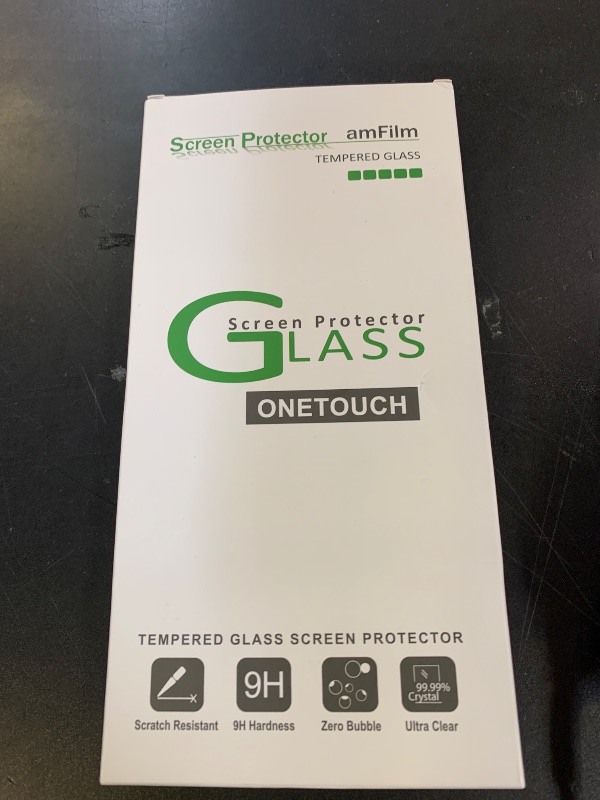 Screen Protector amFilm
TEMPERED GLASS
Screen Protector
GLASS
ONETOUCH
TEMPERED GLASS SCREEN PROTECTOR
9H
99.99%
Crystal
Scratch Resistant 9H Hardness Zero Bubble Ultra Clear